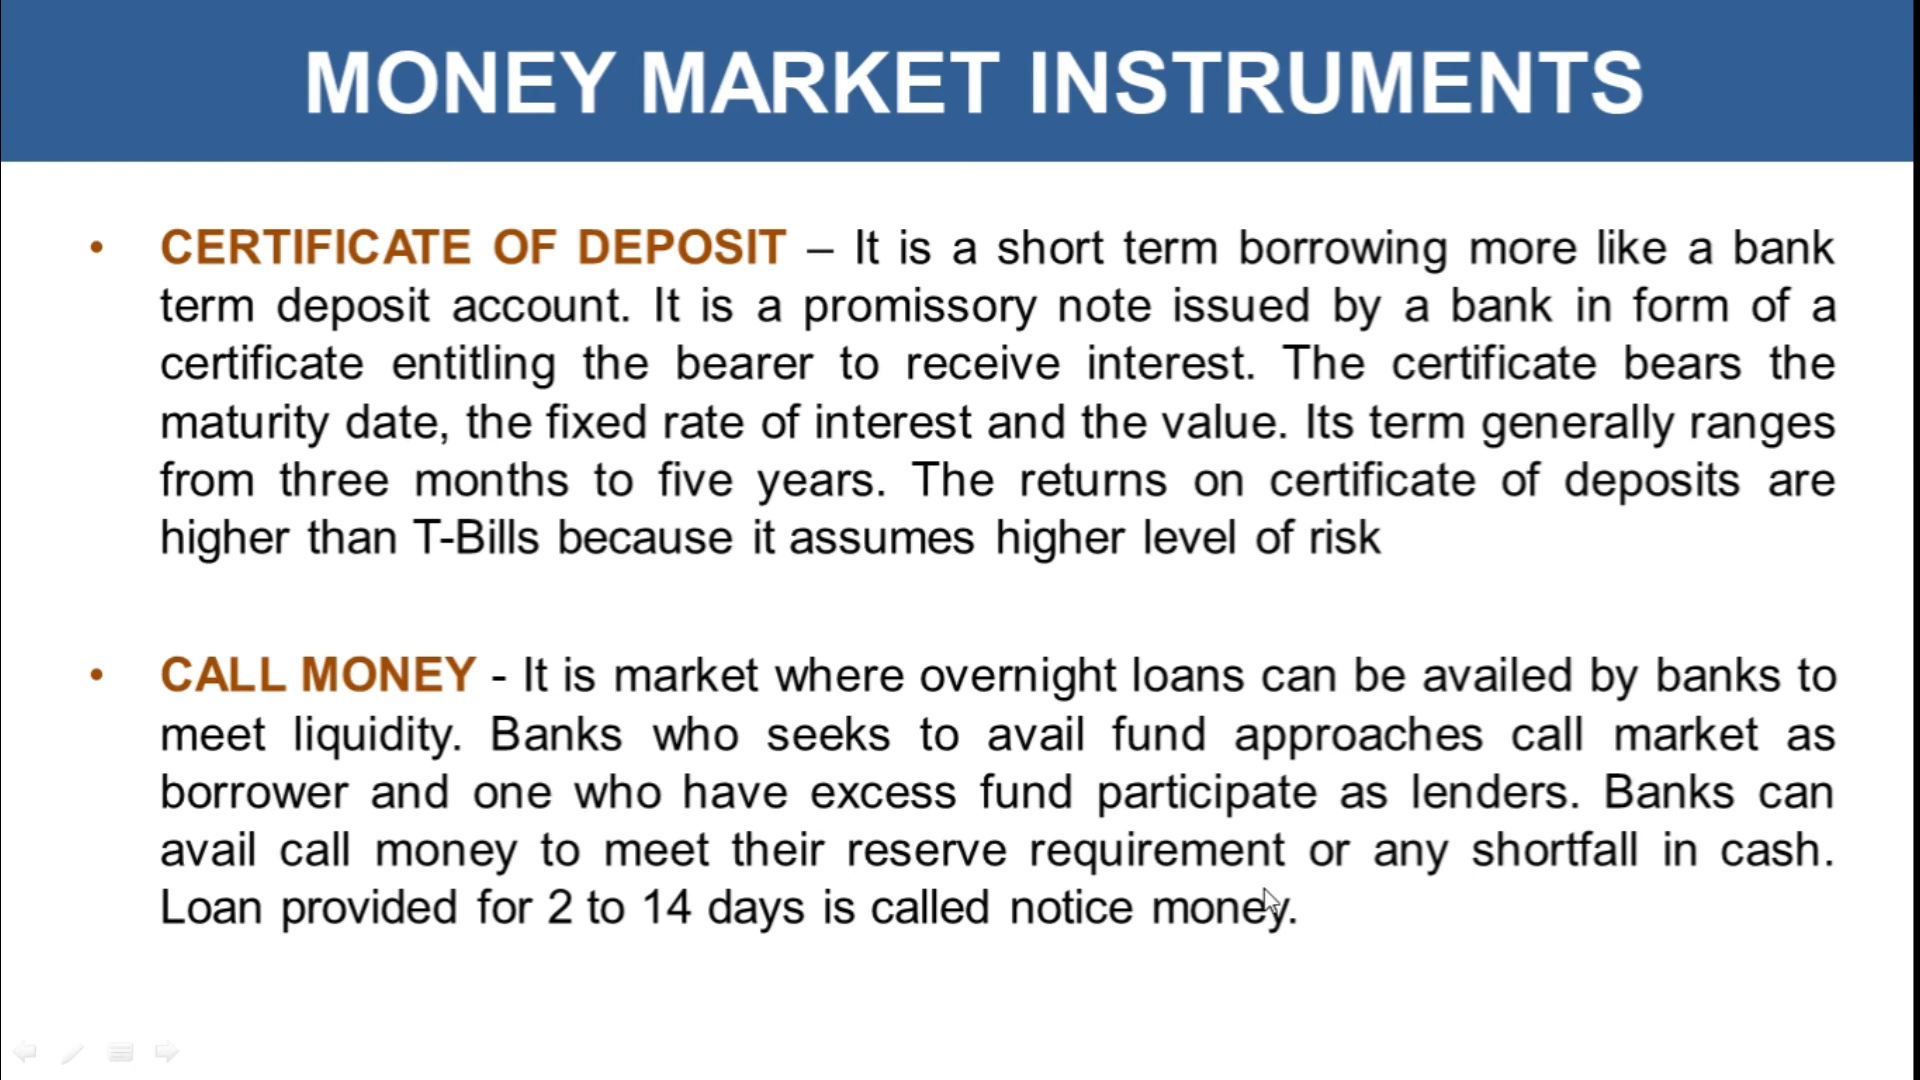 MONEY MARKET INSTRUMENTS
• CERTIFICATE OF DEPOSIT – It is a short term borrowing more like a bank
term deposit account. It is a promissory note issued by a bank in form of a
certificate entitling the bearer to receive interest. The certificate bears the
maturity date, the fixed rate of interest and the value. Its term generally ranges
from three months to five years. The returns on certificate of deposits are
higher than T-Bills because it assumes higher level of risk
• CALL MONEY - It is market where overnight loans can be availed by banks to
meet liquidity. Banks who seeks to avail fund approaches call market as
borrower and one who have excess fund participate as lenders. Banks can
avail call money to meet their reserve requirement or any shortfall in cash.
Loan provided for 2 to 14 days is called notice money.